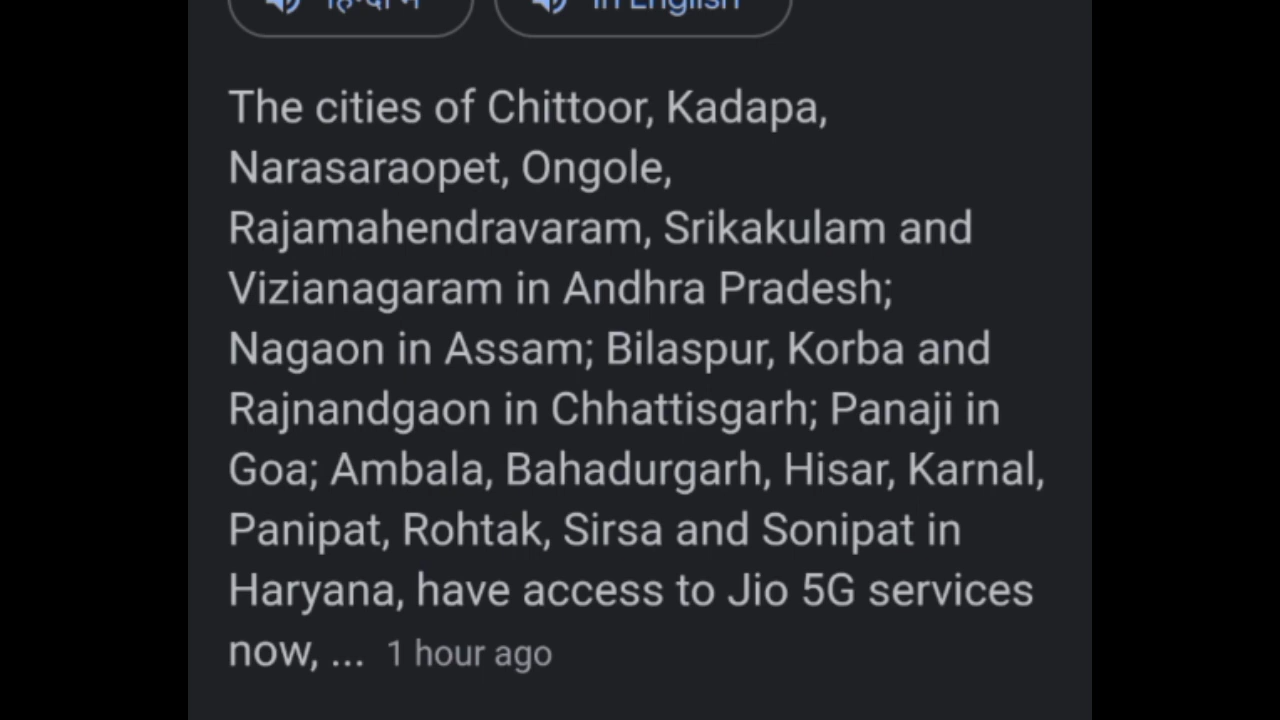 हिन्दी में In English
The cities of Chittoor, Kadapa,
Narasaraopet, Ongole,
Rajamahendravaram, Srikakulam and
Vizianagaram in Andhra Pradesh;
Nagaon in Assam; Bilaspur, Korba and
Rajnandgaon in Chhattisgarh; Panaji in
Goa; Ambala, Bahadurgarh, Hisar, Karnal,
Panipat, Rohtak, Sirsa and Sonipat in
Haryana, have access to Jio 5G services
now, ... 1 hour ago